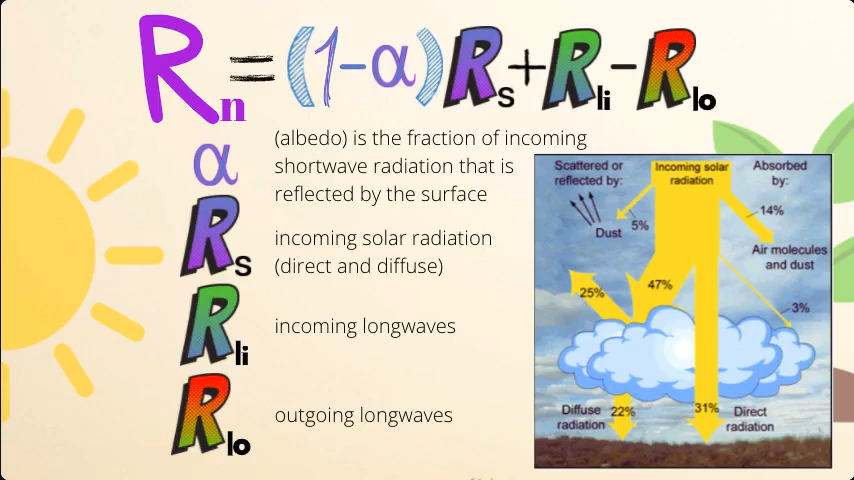 Rn=(1-α)Rs+Rli-Rlo
α
(albedo) is the fraction of incoming
shortwave radiation that is
reflected by the surface
Rs
incoming solar radiation
(direct and diffuse)
Rli
incoming longwaves
Rlo
outgoing longwaves
Scattered or
reflected by:
Incoming solar
radiation
Absorbed
by:
14%
5%
Dust
Air molecules
and dust
47%
25%
3%
Diffuse
radiation
22%
31%
Direct
radiation